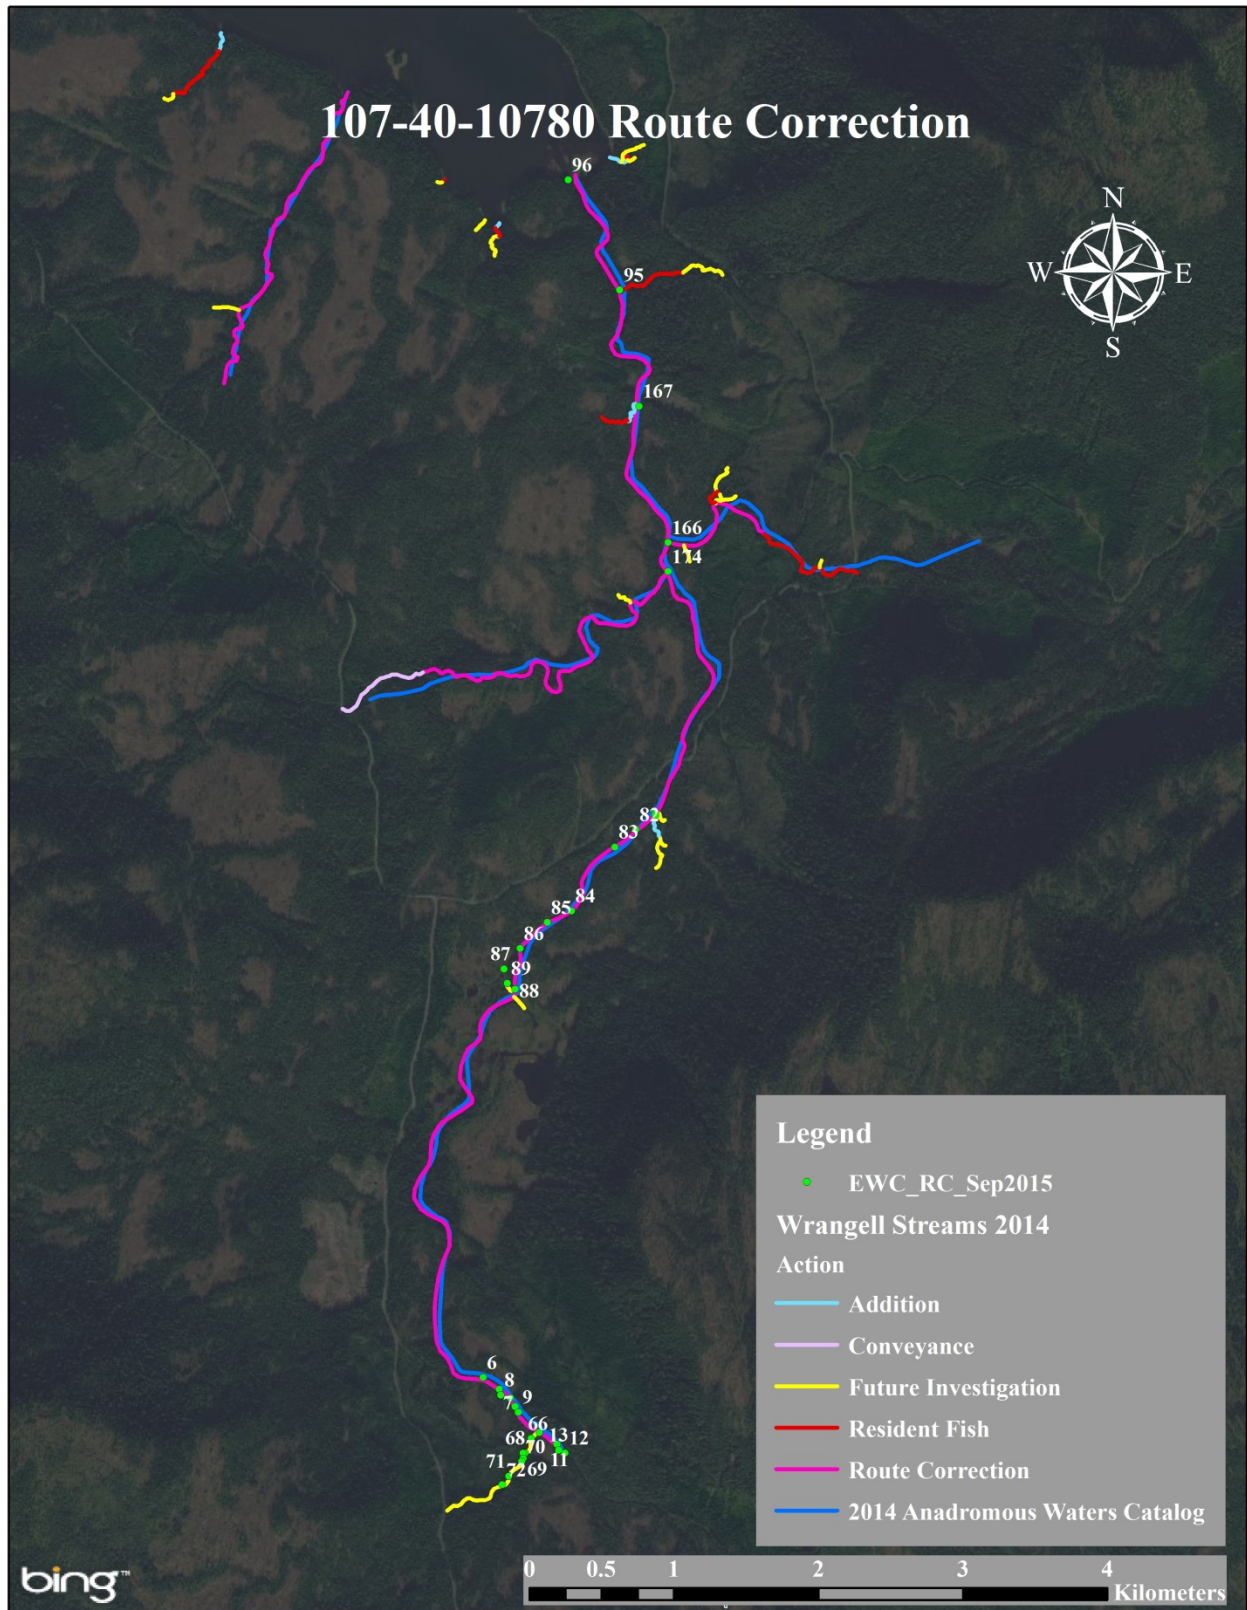 107-40-10780 Route Correction
96
N
W
E
S
95
167
166
174
82
83
84
85
86
87
89
88
6
8
7
9
66
68
13
12
70
11
71
72
69
Legend
EWC_RC_Sep2015
Wrangell Streams 2014
Action
Addition
Conveyance
Future Investigation
Resident Fish
Route Correction
2014 Anadromous Waters Catalog
bing™
0 0.5 1 2 3 4
Kilometers